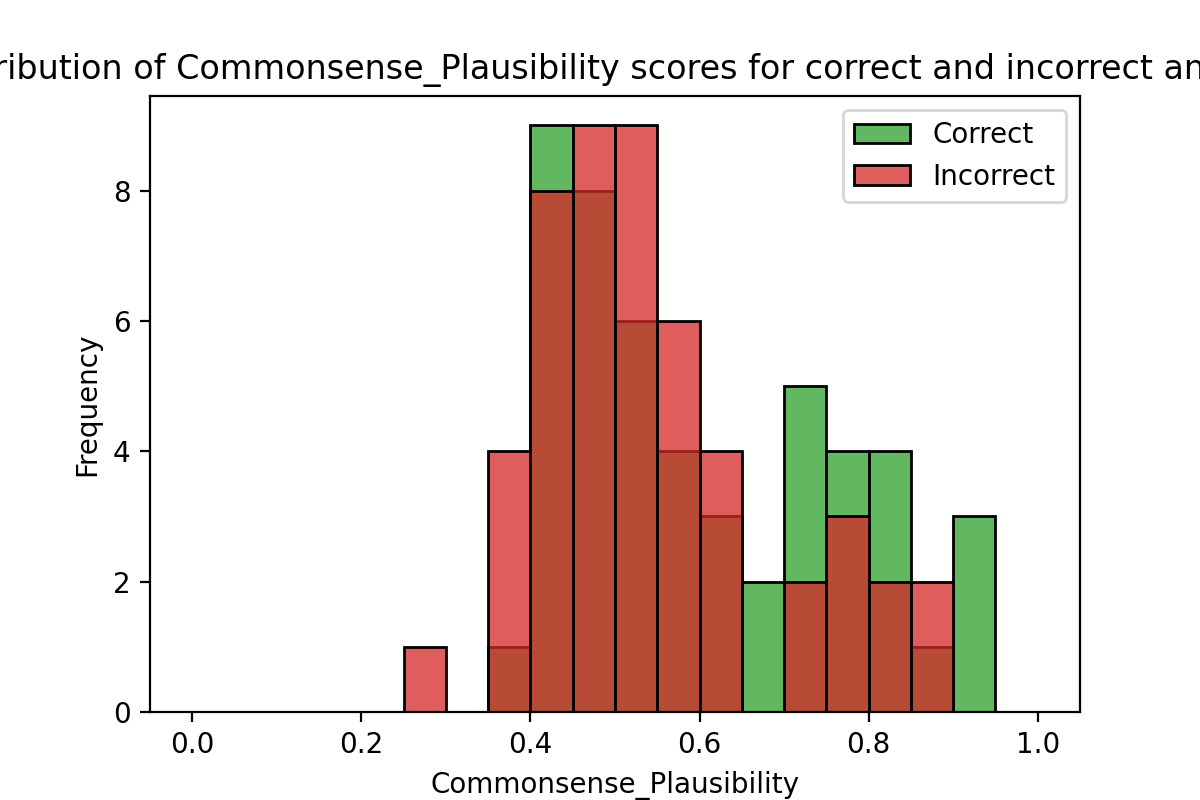 ribution of Commonsense_Plausibility scores for correct and incorrect an
Correct
Incorrect
Frequency
8
6
4
2
0
0.0 0.2 0.4 0.6 0.8 1.0
Commonsense_Plausibility